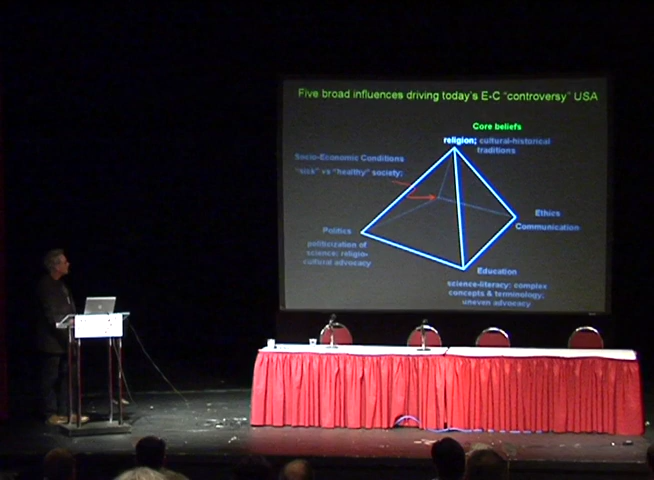 Five broad influences driving today's E-C "controversy" USA
Core beliefs
religion; cultural-historical
traditions
Socio-Economic Conditions
"sick" vs "healthy" society;
Ethics
Communication
Politics
politicization of
science; religio-
cultural advocacy
Education
science-literacy: complex
concepts & terminology;
uneven advocacy